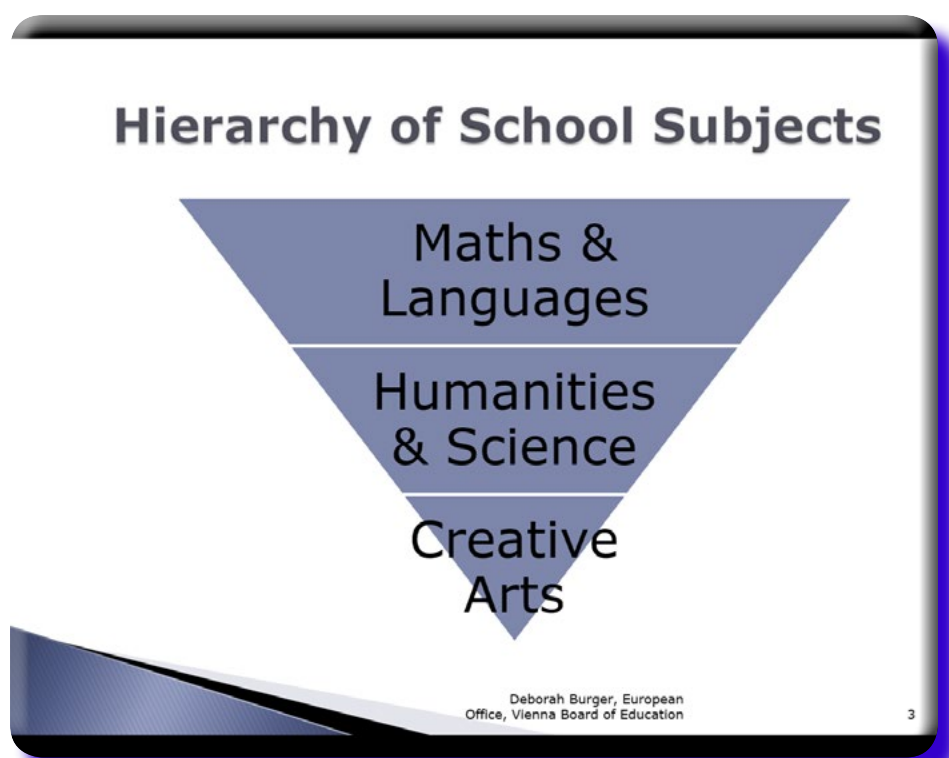 Hierarchy of School Subjects
Maths &
Languages
Humanities
& Science
Creative
Arts
Deborah Burger, European
Office, Vienna Board of Education
3